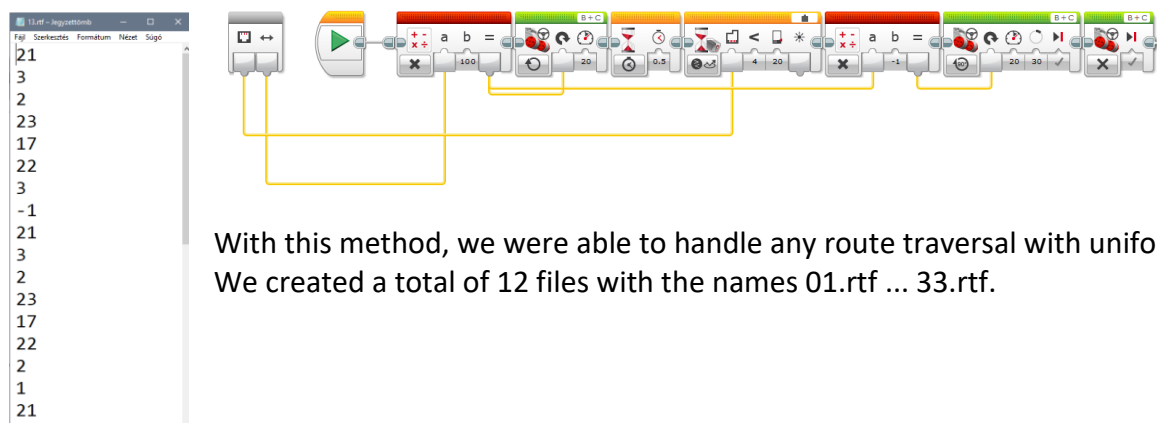 13.rtf – Jegyzettömb
Fájl Szerkesztés Formátum Nézet Súgó
21
3
2
23
17
22
3
-1
21
3
2
23
17
22
2
1
21
a b =
100
B + C
20
0.5
<
4 20
a b =
-1
B + C
90°
20 30
B + C
With this method, we were able to handle any route traversal with unifo
We created a total of 12 files with the names 01.rtf ... 33.rtf.